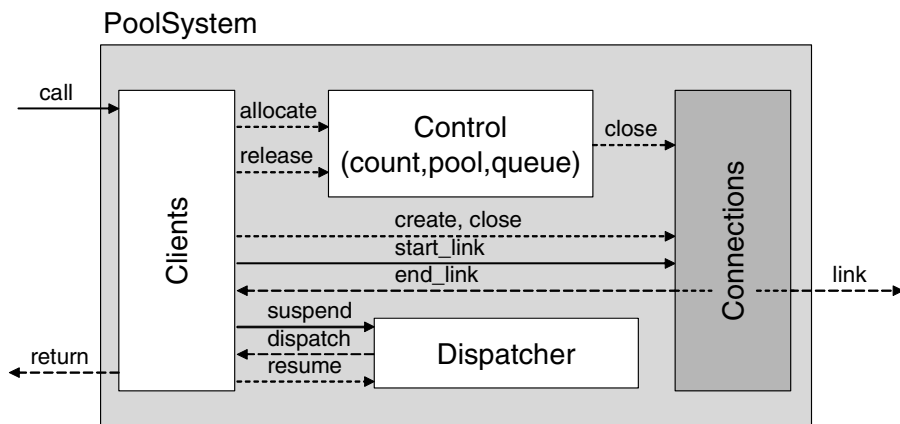 PoolSystem
call
allocate
release
Control
(count,pool,queue)
close
Clients
Connections
create, close
start_link
end_link
link
suspend
dispatch
resume
Dispatcher
return